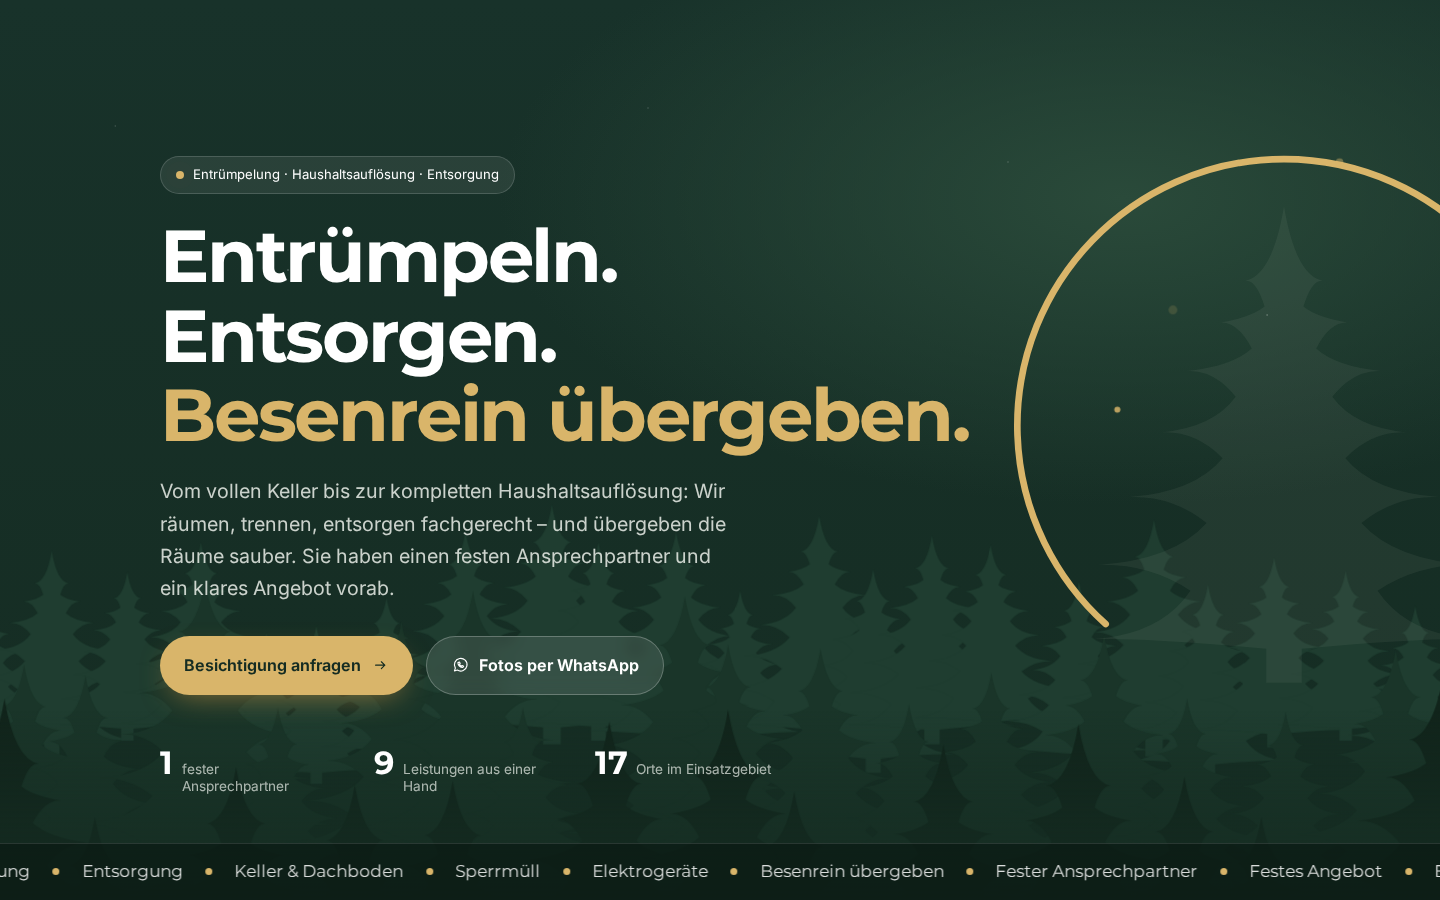 Entrümpelung · Haushaltsauflösung · Entsorgung
Entrümpeln.
Entsorgen.
Besenrein übergeben.
Vom vollen Keller bis zur kompletten Haushaltsauflösung: Wir
räumen, trennen, entsorgen fachgerecht – und übergeben die
Räume sauber. Sie haben einen festen Ansprechpartner und
ein klares Angebot vorab.
Besichtigung anfragen →
Fotos per WhatsApp
1 fester
Ansprechpartner
9 Leistungen aus einer
Hand
17 Orte im Einsatzgebiet
ung • Entsorgung • Keller & Dachboden • Sperrmüll • Elektrogeräte • Besenrein übergeben • Fester Ansprechpartner • Festes Angebot •